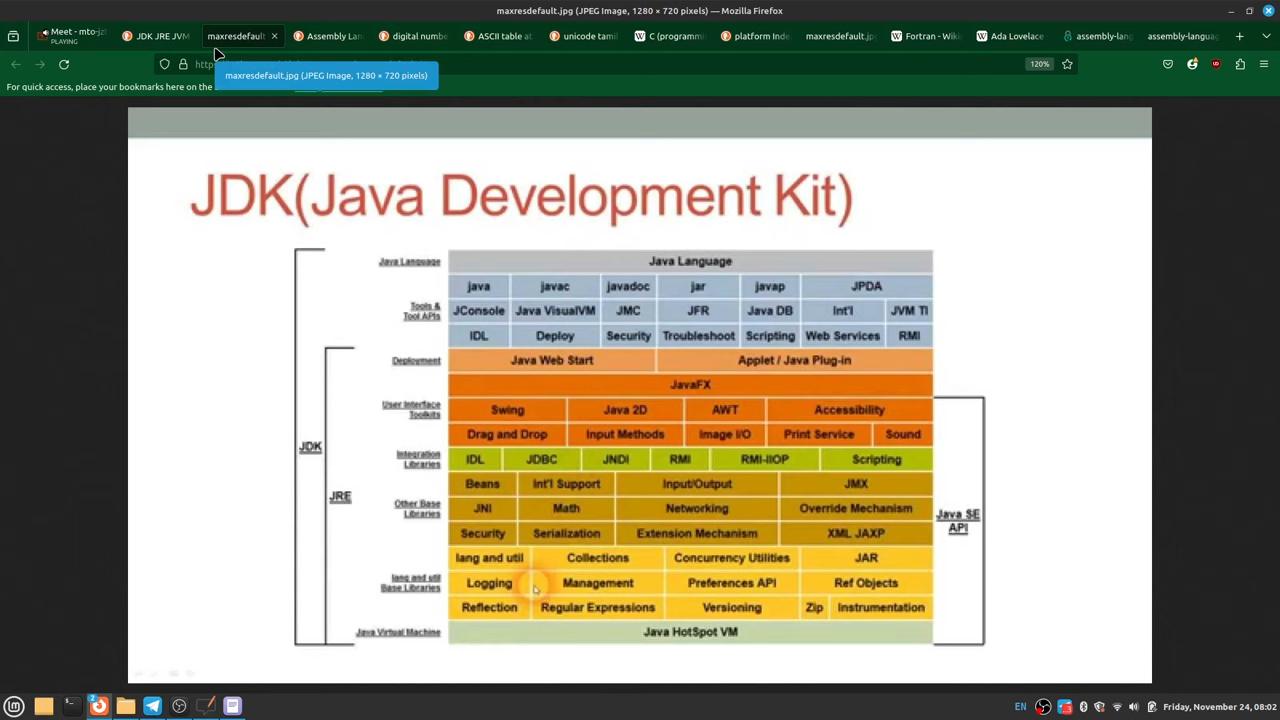 maxresdefault.jpg (JPEG Image, 1280 × 720 pixels) — Mozilla Firefox
Meet - mto-jzt
PLAYING
JDK JRE JVM
maxresdefault
Assembly Lan
digital numbe
ASCII table at
unicode tamil
C (programm
platform Inde
maxresdefault.jpg
Fortran - Wiki
Ada Lovelace
assembly-lang
assembly-langua
https:
120%
maxresdefault.jpg (JPEG Image, 1280 × 720 pixels)
For quick access, place your bookmarks here on the
JDK(Java Development Kit)
Java Language Java Language
java javac javadoc jar javap JPDA
Tools &
Tool APIs
JConsole Java VisualVM JMC JFR Java DB Int'l JVM TI
IDL Deploy Security Troubleshoot Scripting Web Services RMI
Deployment Java Web Start Applet / Java Plug-in
JavaFX
User Interface
Toolkits
Swing Java 2D AWT Accessibility
Drag and Drop Input Methods Image I/O Print Service Sound
JDK
Integration
Libraries
IDL JDBC JNDI RMI RMI-IIOP Scripting
Beans Int'l Support Input/Output JMX
JRE
Other Base
Libraries
JNI Math Networking Override Mechanism
Java SE
API
Security Serialization Extension Mechanism XML JAXP
lang and util Collections Concurrency Utilities JAR
lang and util
Base Libraries
Logging Management Preferences API Ref Objects
Reflection Regular Expressions Versioning Zip Instrumentation
Java Virtual Machine Java HotSpot VM
EN
Friday, November 24, 08:02